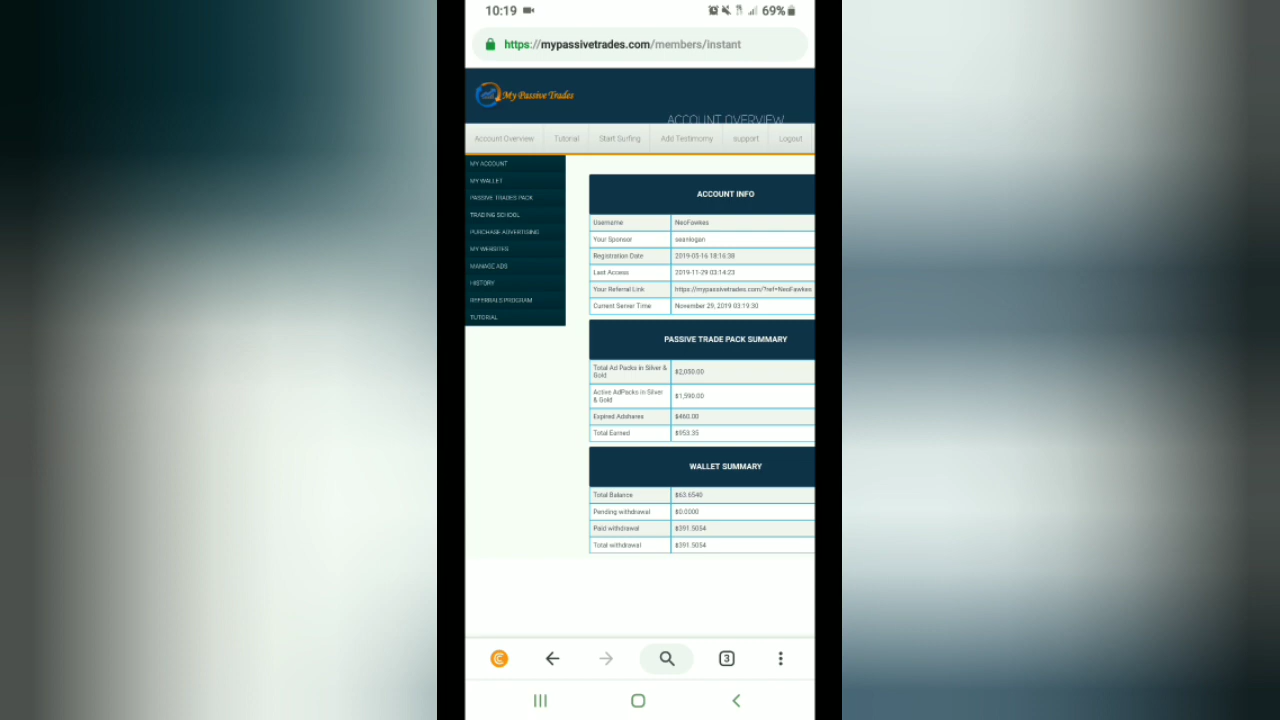 10:19
69%
https://mypassivetrades.com/members/instant
My Passive Trades
ACCOUNT OVERVIEW
Account Overview Tutorial Start Surfing Add Testimorny support Logout
MY ACCOUNT
MY WALLET
PASSIVE TRADES PACK
TRADING SCHOOL
PURCHASE ADVERTISING
MY WEBSITES
MANAGE ADS
HISTORY
REFERRALS PROGRAM
TUTORIAL
ACCOUNT INFO
Username NeoFawkes
Your Sponsor seanlogan
Registration Date 2019-05-16 18:16:38
Last Access 2019-11-29 03:14:23
Your Referral Link https://mypassivetrades.com/?ref=NeoFawkes
Current Server Time November 29, 2019 03:19:30
PASSIVE TRADE PACK SUMMARY
Total Ad Packs in Silver &
Gold $2,050.00
Active AdPacks in Silver
& Gold $1,590.00
Expired Adshares $460.00
Total Earned $953.35
WALLET SUMMARY
Total Balance $63.6540
Pending withdrawal $0.0000
Paid withdrawal $391.5054
Total withdrawal $391.5054
3